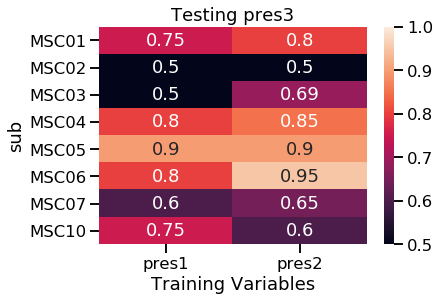 Testing pres3
sub
MSC01 0.75 0.8
MSC02 0.5 0.5
MSC03 0.5 0.69
MSC04 0.8 0.85
MSC05 0.9 0.9
MSC06 0.8 0.95
MSC07 0.6 0.65
MSC10 0.75 0.6
pres1 pres2
Training Variables
1.0
0.9
0.8
0.7
0.6
0.5